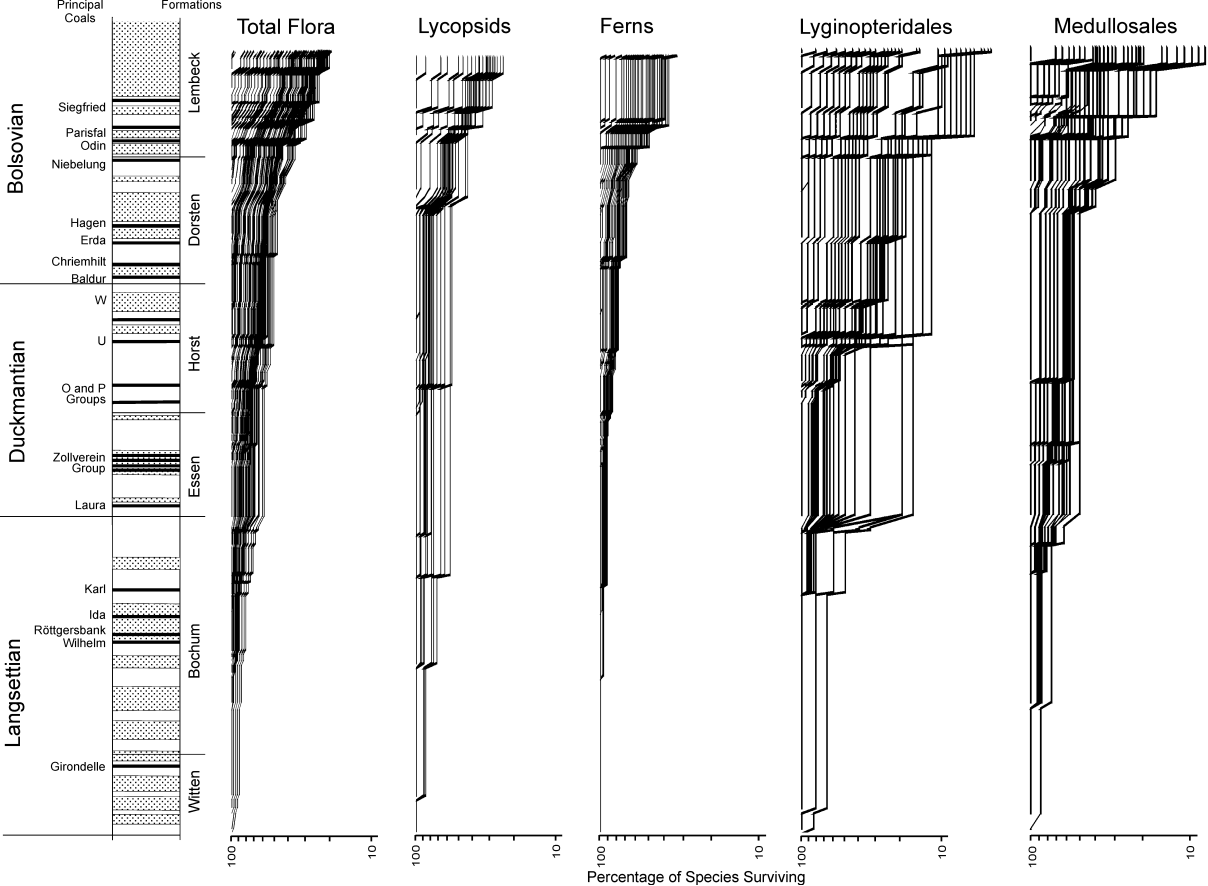 Principal
Coals
Formations
Total Flora
Lycopsids
Ferns
Lyginopteridales
Medullosales
Bolsovian
Duckmantian
Langsettian
Siegfried
Parisfal
Odin
Niebelung
Hagen
Erda
Chriemhilt
Baldur
W
U
O and P
Groups
Zollverein
Group
Laura
Karl
Ida
Röttgersbank
Wilhelm
Girondelle
Lembeck
Dorsten
Horst
Essen
Bochum
Witten
100
10
100
10
100
10
100
10
100
10
Percentage of Species Surviving